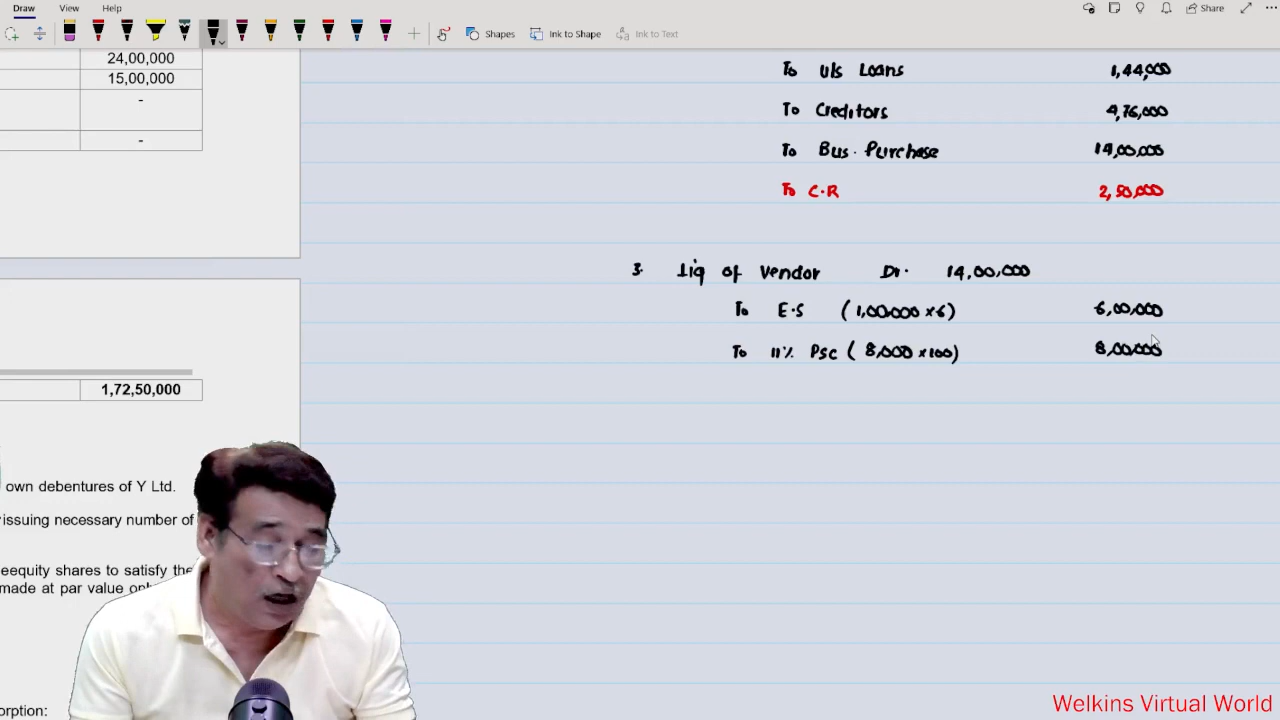 Draw View Help
Share
Shapes Ink to Shape Ink to Text
24,00,000
15,00,000
-
-
1,72,50,000
own debentures of Y Ltd.
issuing necessary number of
eequity shares to satisfy the
made at par value only
orption:
To U/s Loans 1,44,000
To Creditors 4,76,000
To Bus. Purchase 14,00,000
To C.R 2,50,000
3. Liq of Vendor Dr. 14,00,000
To E.S (1,00,000 × 6) 6,00,000
To 11% Psc (8,000 × 100) 8,00,000
Welkins Virtual World